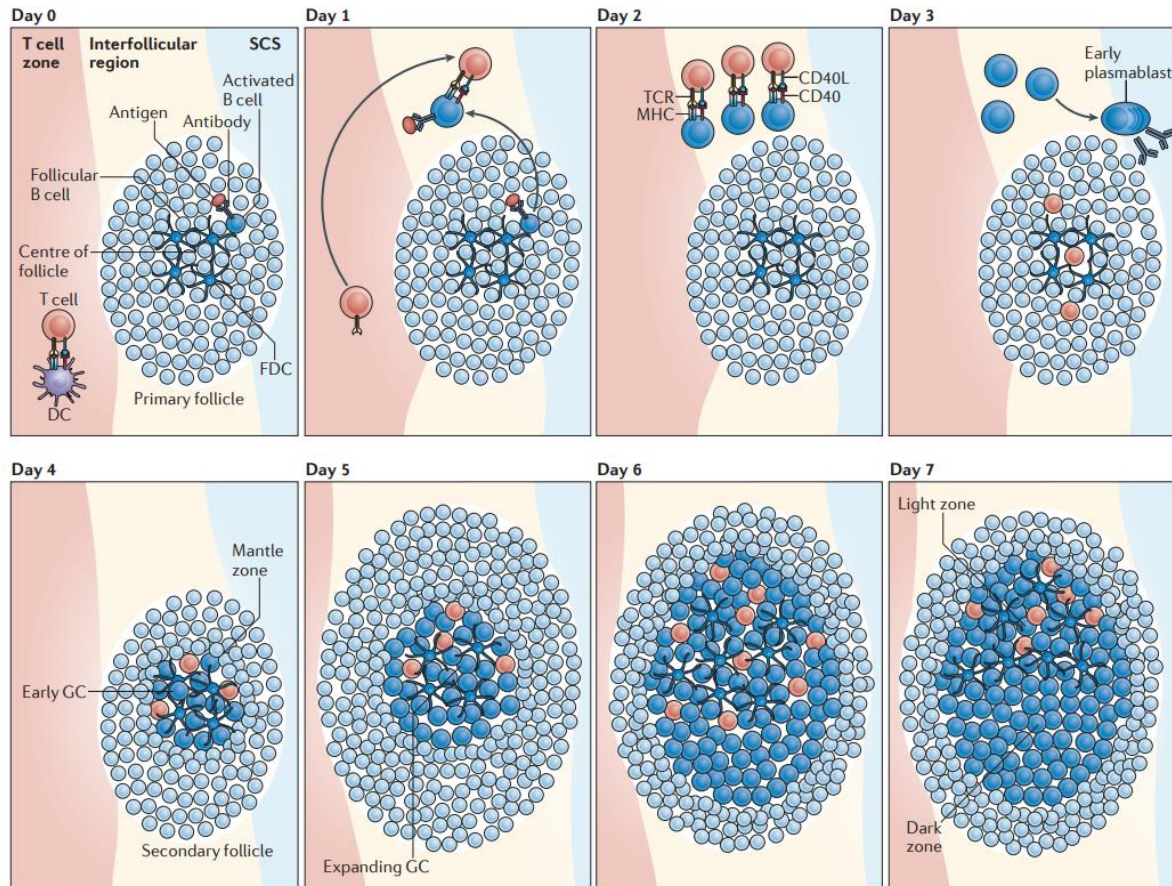 Day 0
T cell
zone
Interfollicular
region
SCS
Activated
B cell
Antigen
Antibody
Follicular
B cell
Centre of
follicle
T cell
FDC
DC
Primary follicle
Day 1
Day 2
TCR
MHC
CD40L
CD40
Day 3
Early
plasmablast
Day 4
Mantle
zone
Early GC
Secondary follicle
Day 5
Expanding GC
Day 6
Day 7
Light zone
Dark
zone